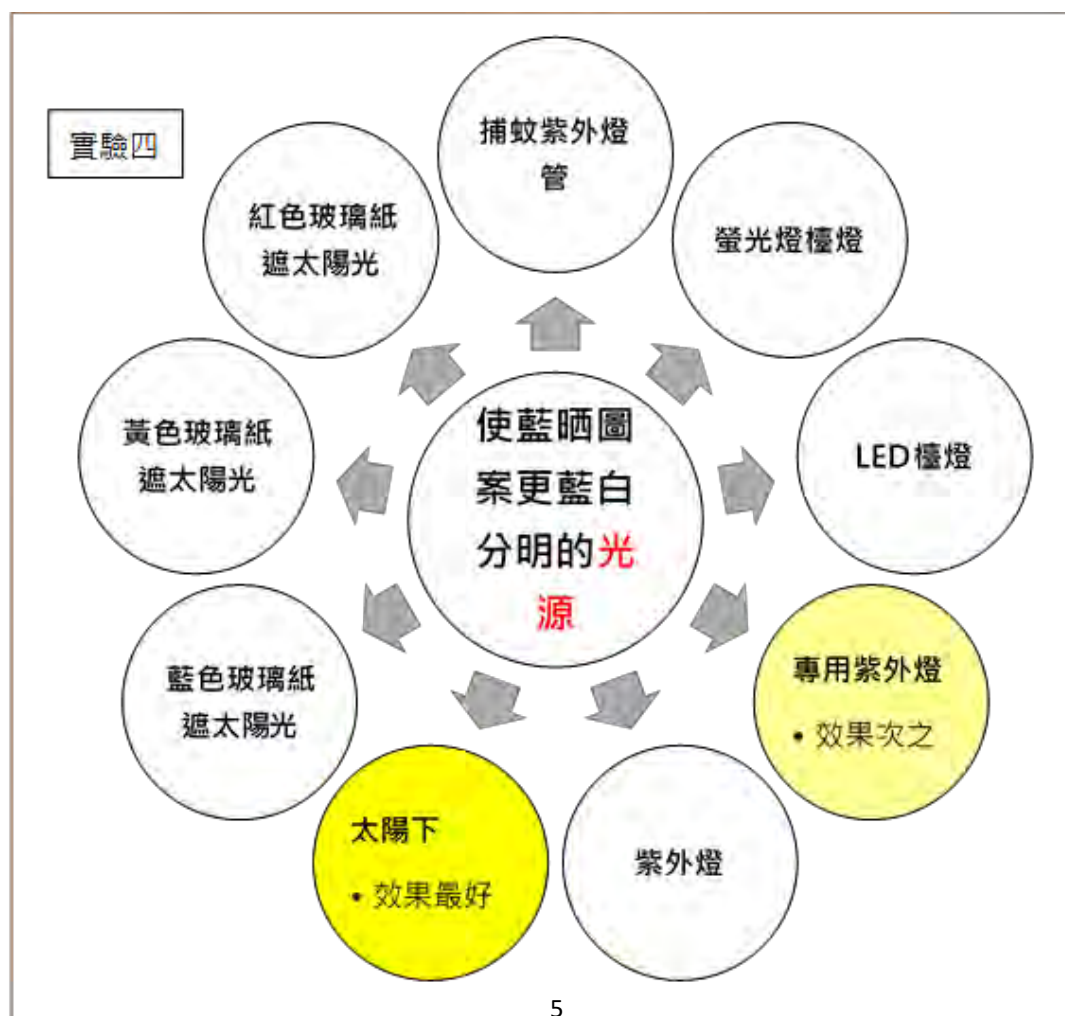 實驗四
捕蚊紫外燈
管
螢光燈檯燈
LED檯燈
專用紫外燈
• 效果次之
紫外燈
太陽下
• 效果最好
藍色玻璃紙
遮太陽光
黃色玻璃紙
遮太陽光
紅色玻璃紙
遮太陽光
使藍晒圖
案更藍白
分明的光
源
5